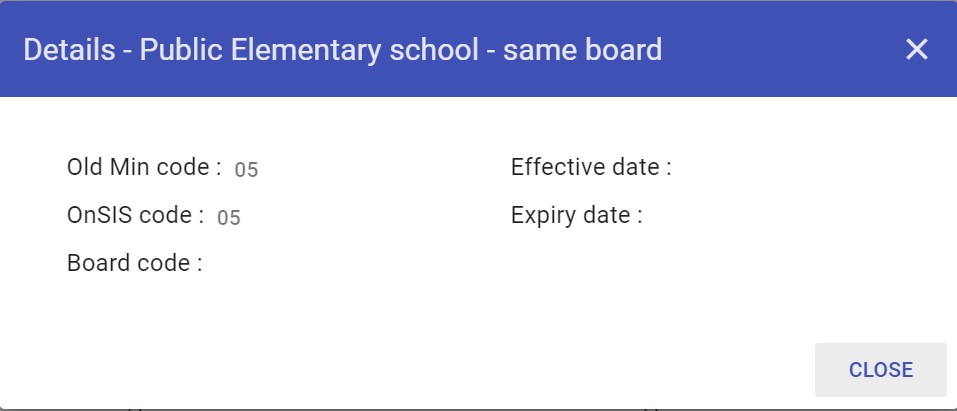 Details - Public Elementary school - same board
Old Min code : 05
Effective date :
OnSIS code : 05
Expiry date :
Board code :
CLOSE